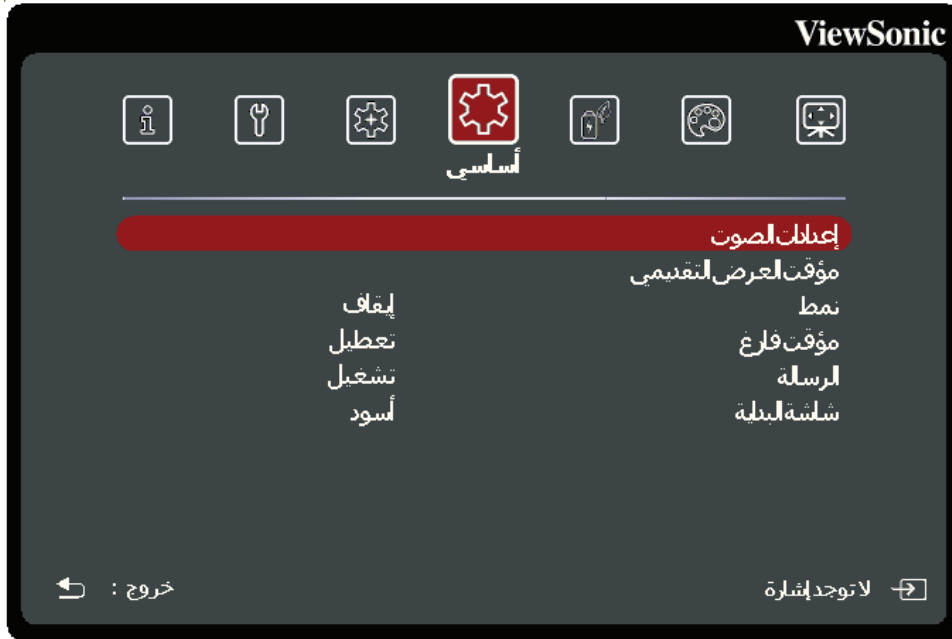 ViewSonic
أساسي
إعدادات الصوت
مؤقت العرض التقديمي
نمط إيقاف
مؤقت فارغ تعطيل
الرسالة تشغيل
شاشة البداية أسود
لا توجد إشارة خروج :